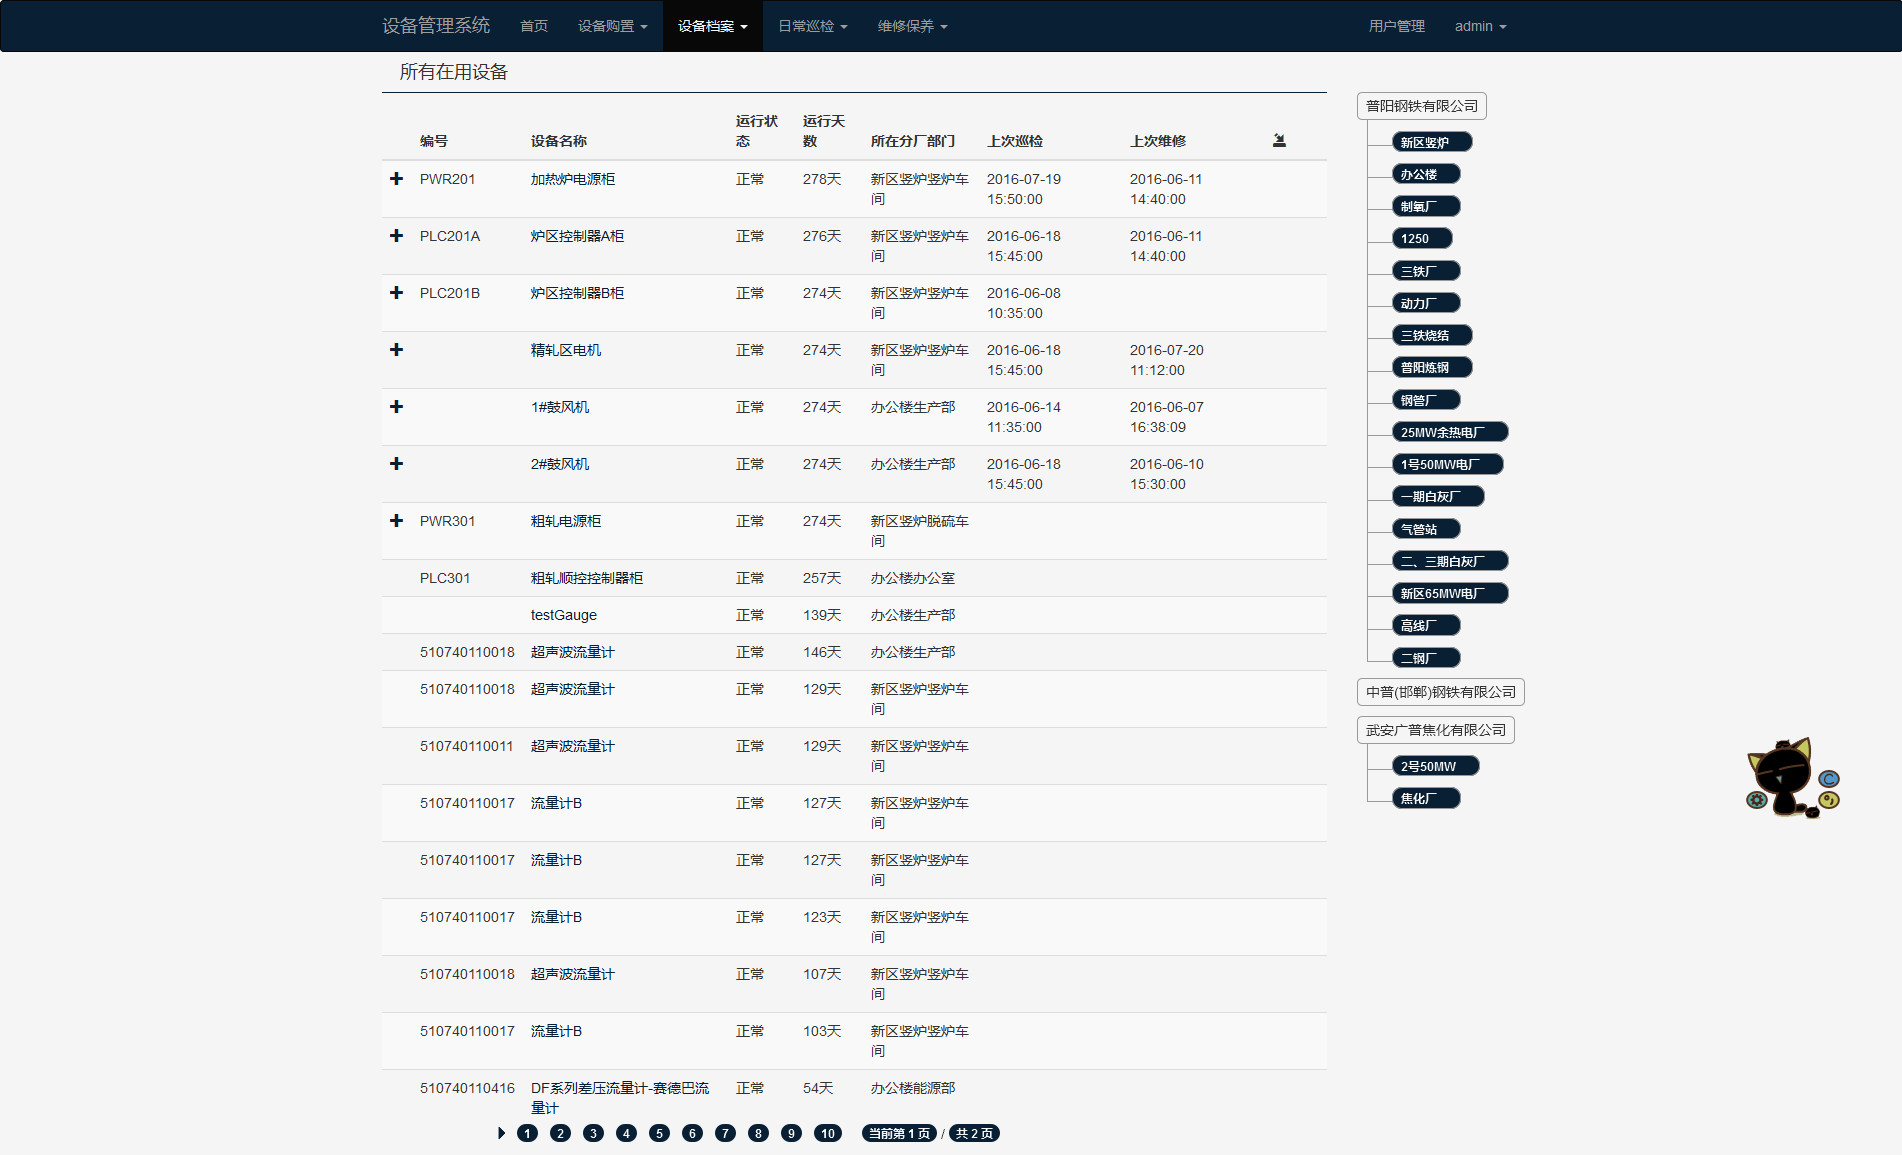 设备管理系统 首页 设备购置 设备档案 日常巡检 维修保养 用户管理 admin
所有在用设备
编号 设备名称 运行状态 运行天数 所在分厂部门 上次巡检 上次维修
PWR201 加热炉电源柜 正常 278天 新区竖炉竖炉车间 2016-07-19 15:50:00 2016-06-11 14:40:00
PLC201A 炉区控制器A柜 正常 276天 新区竖炉竖炉车间 2016-06-18 15:45:00 2016-06-11 14:40:00
PLC201B 炉区控制器B柜 正常 274天 新区竖炉竖炉车间 2016-06-08 10:35:00
精轧区电机 正常 274天 新区竖炉竖炉车间 2016-06-18 15:45:00 2016-07-20 11:12:00
1#鼓风机 正常 274天 办公楼生产部 2016-06-14 11:35:00 2016-06-07 16:38:09
2#鼓风机 正常 274天 办公楼生产部 2016-06-18 15:45:00 2016-06-10 15:30:00
PWR301 粗轧电源柜 正常 274天 新区竖炉脱硫车间
PLC301 粗轧顺控控制器柜 正常 257天 办公楼办公室
testGauge 正常 139天 办公楼生产部
510740110018 超声波流量计 正常 146天 办公楼生产部
510740110018 超声波流量计 正常 129天 新区竖炉竖炉车间
510740110011 超声波流量计 正常 129天 新区竖炉竖炉车间
510740110017 流量计B 正常 127天 新区竖炉竖炉车间
510740110017 流量计B 正常 127天 新区竖炉竖炉车间
510740110017 流量计B 正常 123天 新区竖炉竖炉车间
510740110018 超声波流量计 正常 107天 新区竖炉竖炉车间
510740110017 流量计B 正常 103天 新区竖炉竖炉车间
510740110416 DF系列差压流量计-赛德巴流量计 正常 54天 办公楼能源部
1 2 3 4 5 6 7 8 9 10 当前第 1 页 / 共 2 页
普阳钢铁有限公司
新区竖炉
办公楼
制氧厂
1250
三铁厂
动力厂
三铁烧结
普阳炼钢
钢管厂
25MW余热电厂
1号50MW电厂
一期白灰厂
气管站
二、三期白灰厂
新区65MW电厂
高线厂
二钢厂
中普(邯郸)钢铁有限公司
武安广普焦化有限公司
2号50MW
焦化厂